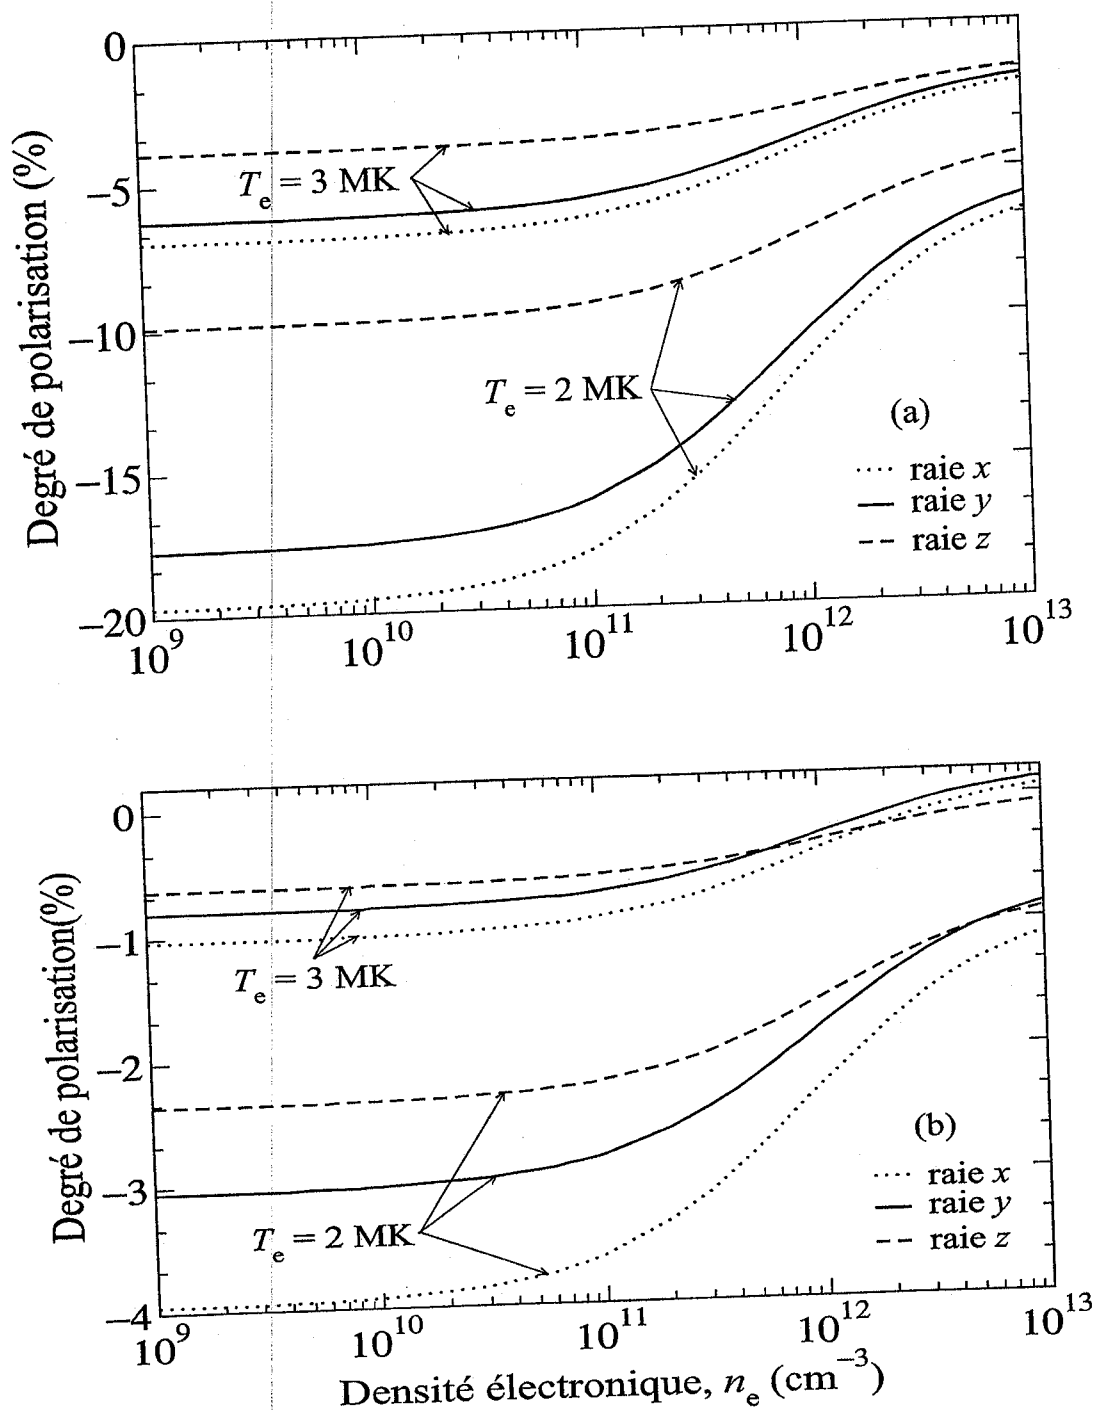 0
−5
−10
−15
−20
Degré de polarisation (%)
T_e = 3 MK
T_e = 2 MK
(a)
raie x
raie y
raie z
10^9
10^10
10^11
10^12
10^13
0
−1
−2
−3
−4
Degré de polarisation(%)
T_e = 3 MK
T_e = 2 MK
(b)
raie x
raie y
raie z
10^9
10^10
10^11
10^12
10^13
Densité électronique, n_e (cm^−3)